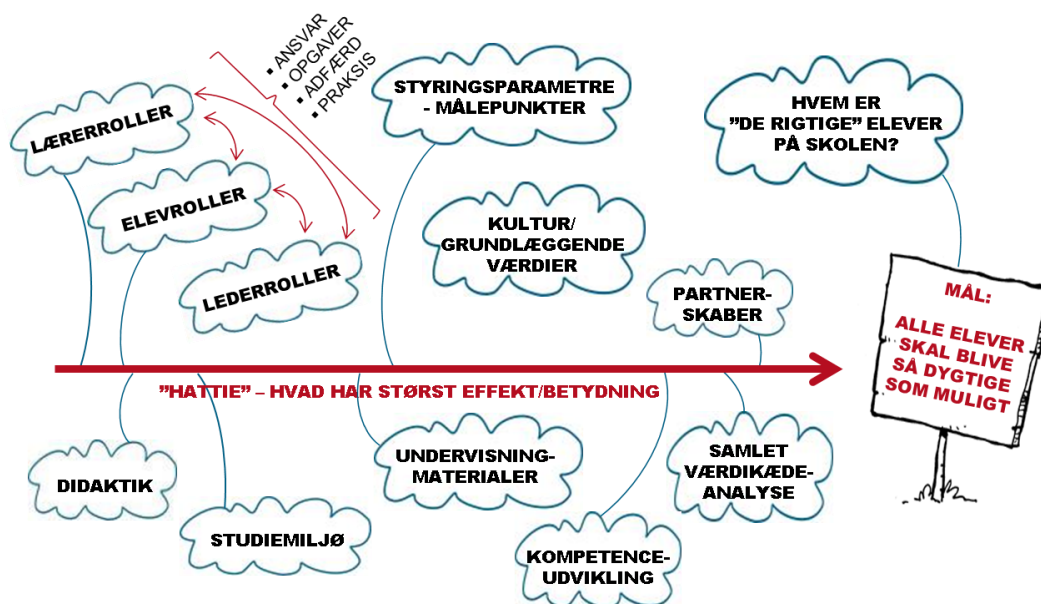 ▪ ANSVAR
▪ OPGAVER
▪ ADFÆRD
▪ PRAKSIS
LÆRERROLLER
ELEVROLLER
LEDERROLLER
STYRINGSPARAMETRE
- MÅLEPUNKTER
KULTUR/
GRUNDLÆGGENDE
VÆRDIER
HVEM ER
”DE RIGTIGE” ELEVER
PÅ SKOLEN?
PARTNER-
SKABER
MÅL:
ALLE ELEVER
SKAL BLIVE
SÅ DYGTIGE
SOM MULIGT
”HATTIE” – HVAD HAR STØRST EFFEKT/BETYDNING
DIDAKTIK
STUDIEMILJØ
UNDERVISNING-
MATERIALER
KOMPETENCE-
UDVIKLING
SAMLET
VÆRDIKÆDE-
ANALYSE